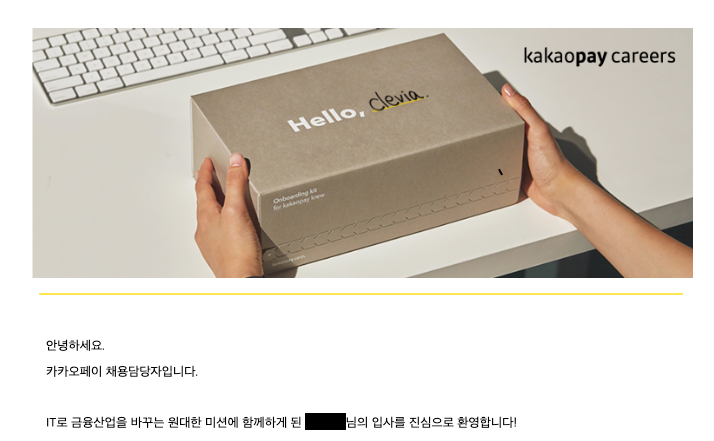 kakaopay careers
Hello, clevia.
Onboarding kit
for kakaopay krew
안녕하세요.
카카오페이 채용담당자입니다.
IT로 금융산업을 바꾸는 원대한 미션에 함께하게 된 님의 입사를 진심으로 환영합니다!